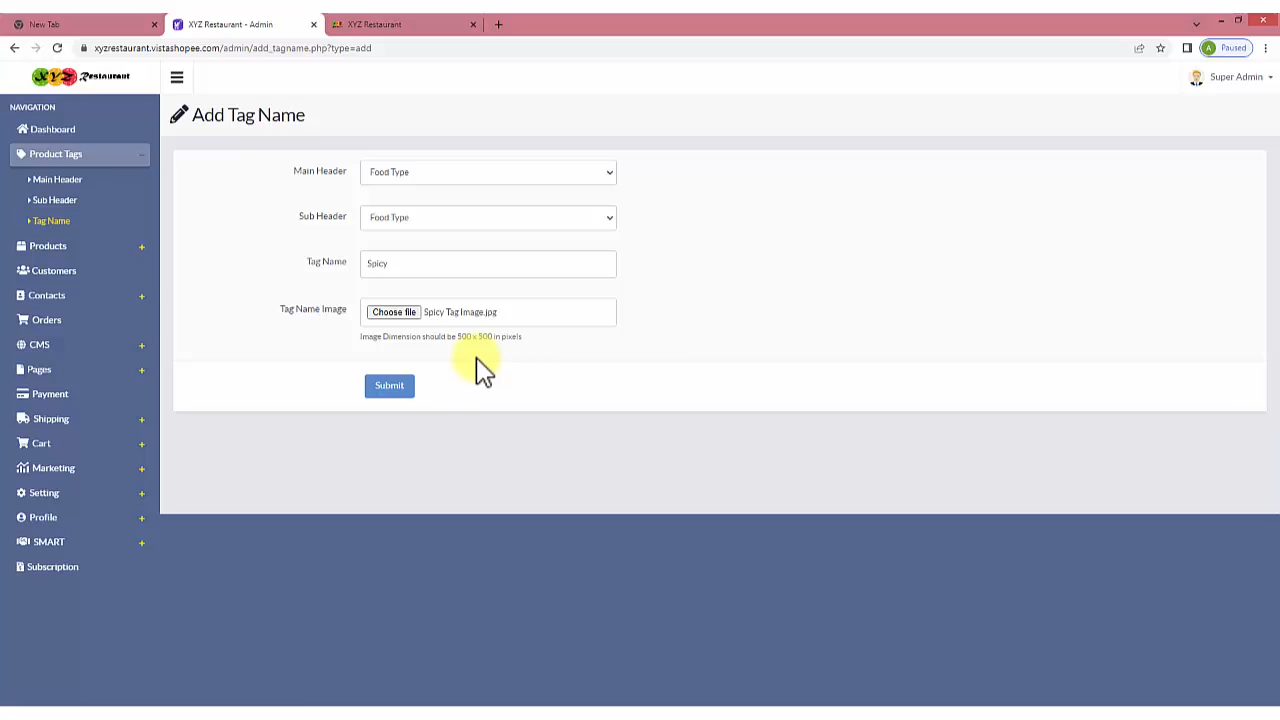 New Tab
XYZ Restaurant - Admin
XYZ Restaurant
xyzrestaurant.vistashopee.com/admin/add_tagname.php?type=add
A Paused
XYZ Restaurant
Super Admin
NAVIGATION
Dashboard
Product Tags
Main Header
Sub Header
Tag Name
Products
Customers
Contacts
Orders
CMS
Pages
Payment
Shipping
Cart
Marketing
Setting
Profile
SMART
Subscription
Add Tag Name
Main Header
Food Type
Sub Header
Food Type
Tag Name
Spicy
Tag Name Image
Choose file Spicy Tag Image.jpg
Image Dimension should be 500 x 500 in pixels
Submit